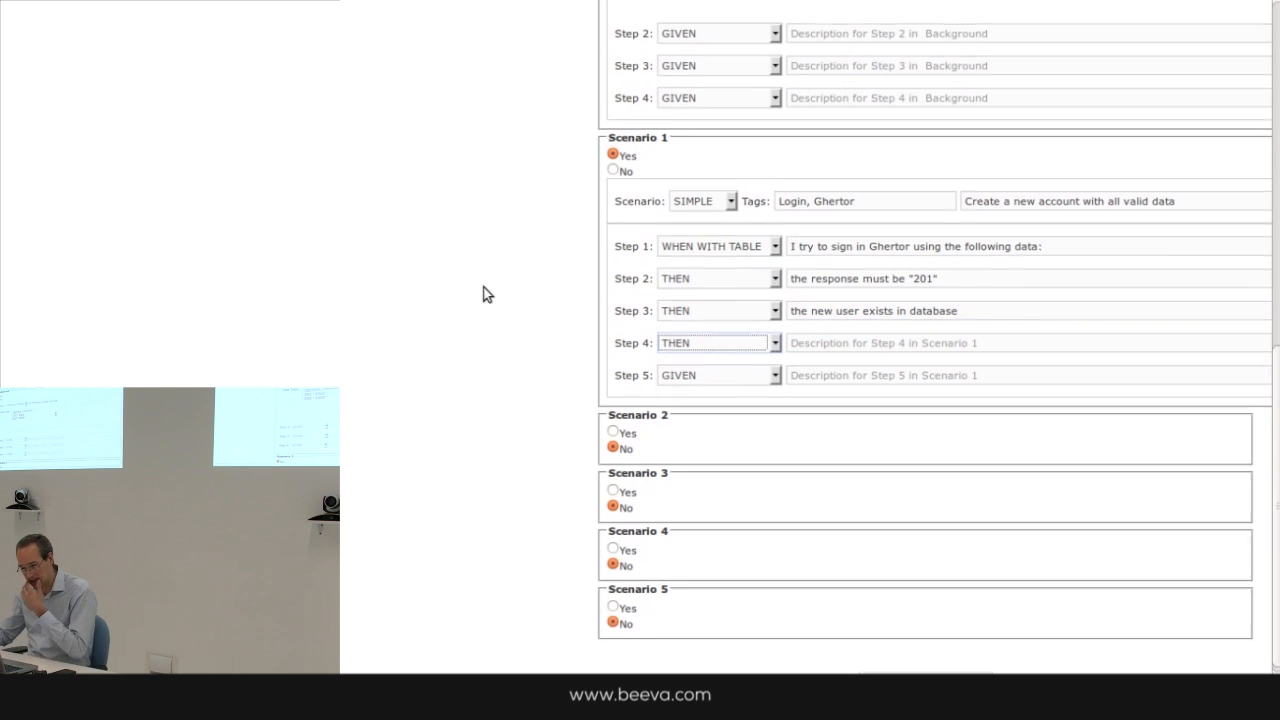 Step 2: GIVEN Description for Step 2 in Background
Step 3: GIVEN Description for Step 3 in Background
Step 4: GIVEN Description for Step 4 in Background
Scenario 1
Yes
No
Scenario: SIMPLE Tags: Login, Ghertor Create a new account with all valid data
Step 1: WHEN WITH TABLE I try to sign in Ghertor using the following data:
Step 2: THEN the response must be "201"
Step 3: THEN the new user exists in database
Step 4: THEN Description for Step 4 in Scenario 1
Step 5: GIVEN Description for Step 5 in Scenario 1
Scenario 2
Yes
No
Scenario 3
Yes
No
Scenario 4
Yes
No
Scenario 5
Yes
No
www.beeva.com